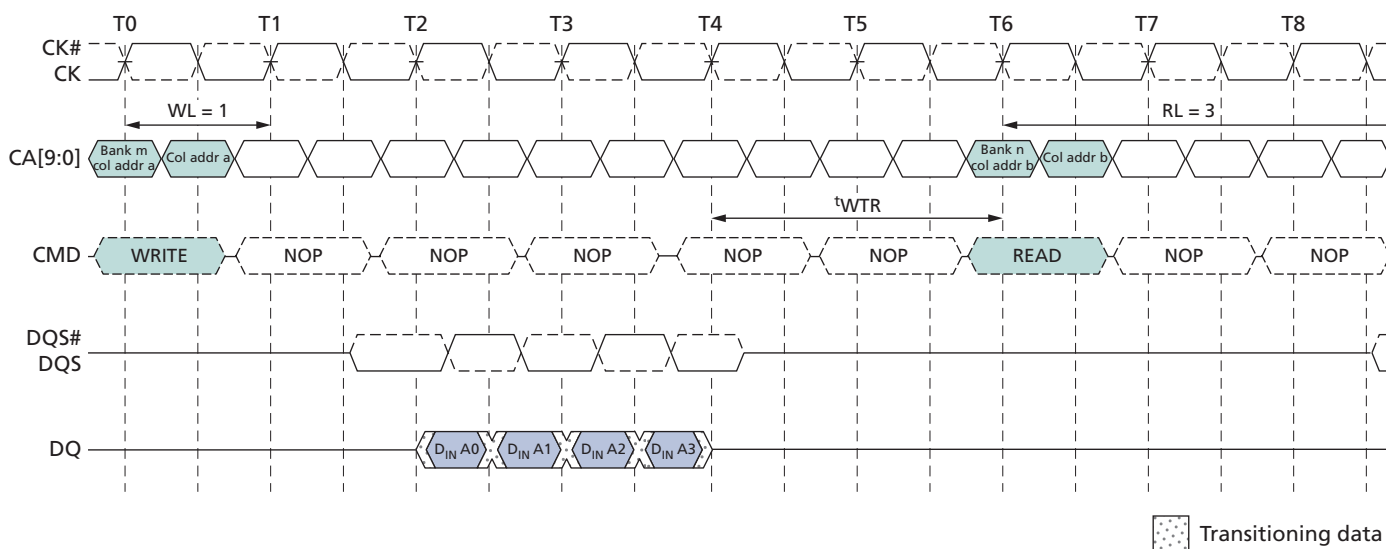 T0 T1 T2 T3 T4 T5 T6 T7 T8
CK#
CK
WL = 1 RL = 3
CA[9:0] Bank m col addr a Col addr a Bank n col addr b Col addr b
tWTR
CMD WRITE NOP NOP NOP NOP NOP READ NOP NOP
DQS#
DQS
DQ DIN A0 DIN A1 DIN A2 DIN A3
Transitioning data